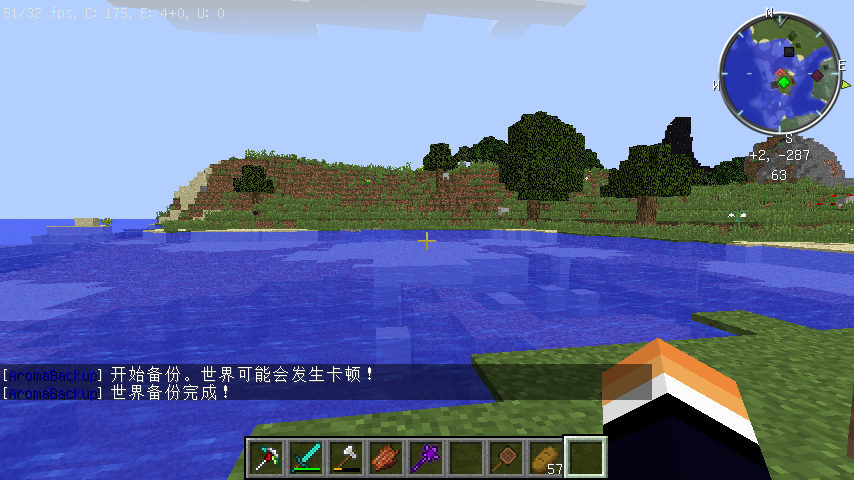 51/32 fps, C: 175, E: 4+0, U: 0
N
E
S
+2, -287
63
[AromaBackup] 开始备份。世界可能会发生卡顿！
[AromaBackup] 世界备份完成！
57